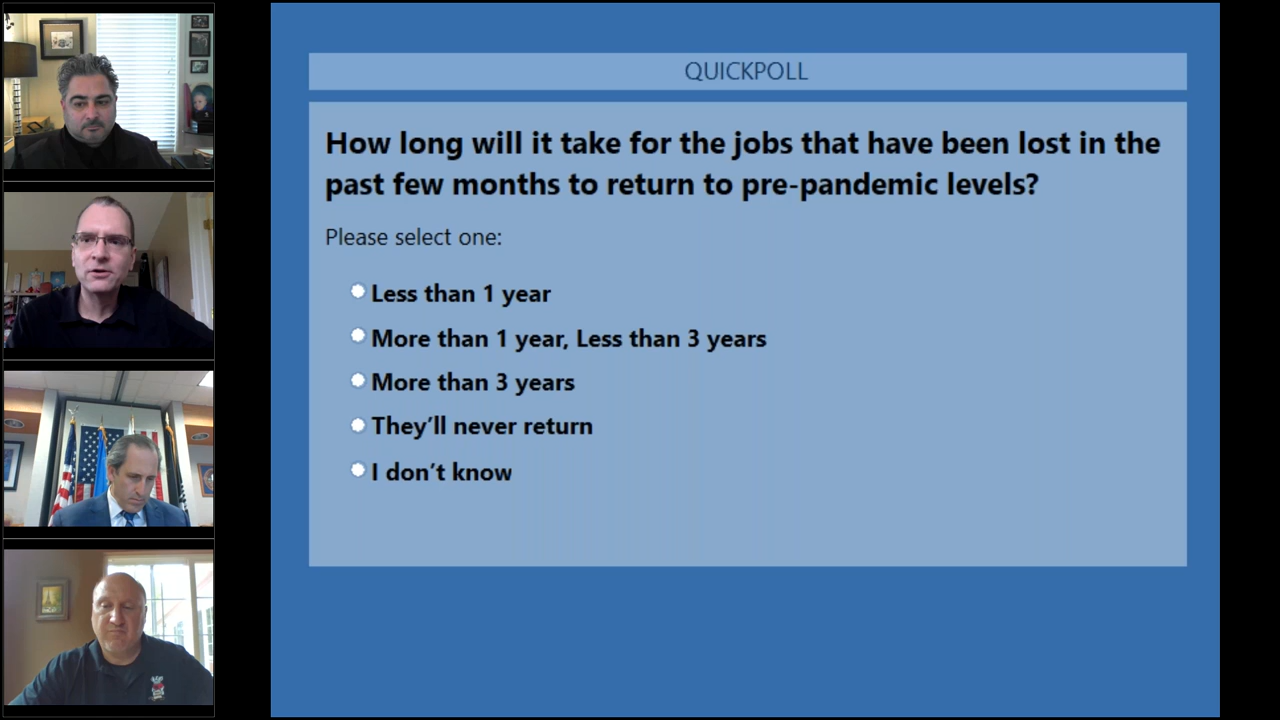 QUICKPOLL
How long will it take for the jobs that have been lost in the
past few months to return to pre-pandemic levels?
Please select one:
Less than 1 year
More than 1 year, Less than 3 years
More than 3 years
They’ll never return
I don’t know